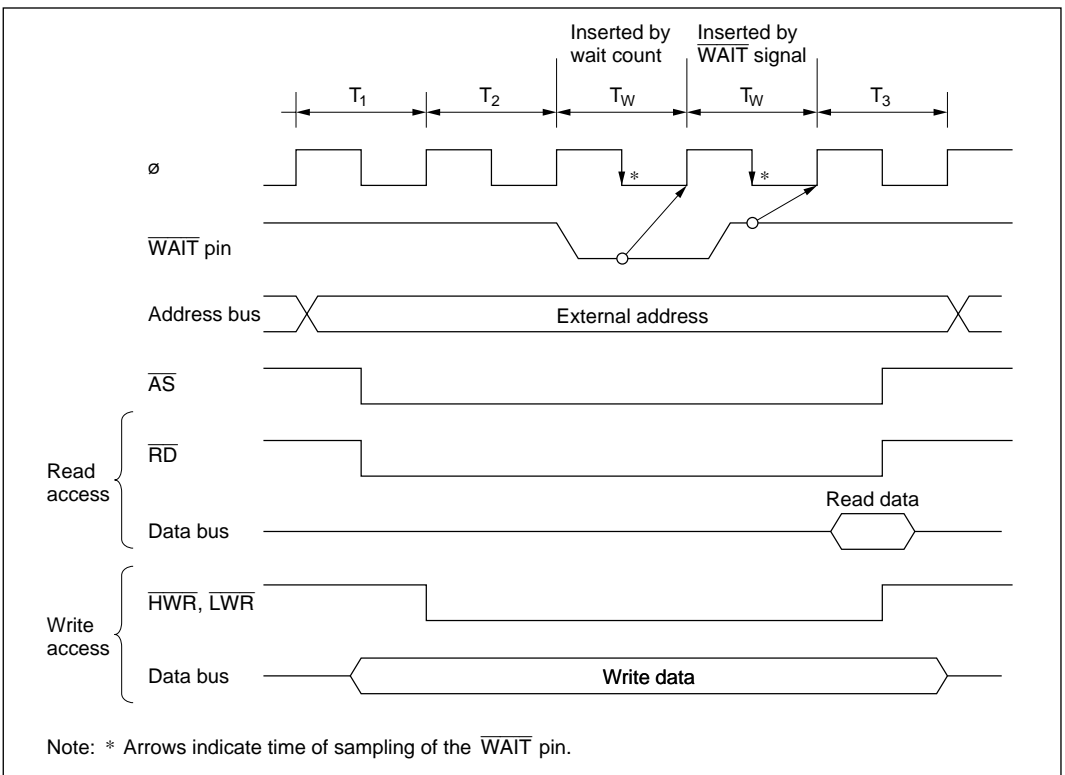 Inserted by
wait count
Inserted by
WAIT signal
T1 T2 TW TW T3
ø
*
*
WAIT pin
Address bus
External address
AS
Read
access
RD
Read data
Data bus
Write
access
HWR, LWR
Data bus
Write data
Note: * Arrows indicate time of sampling of the WAIT pin.